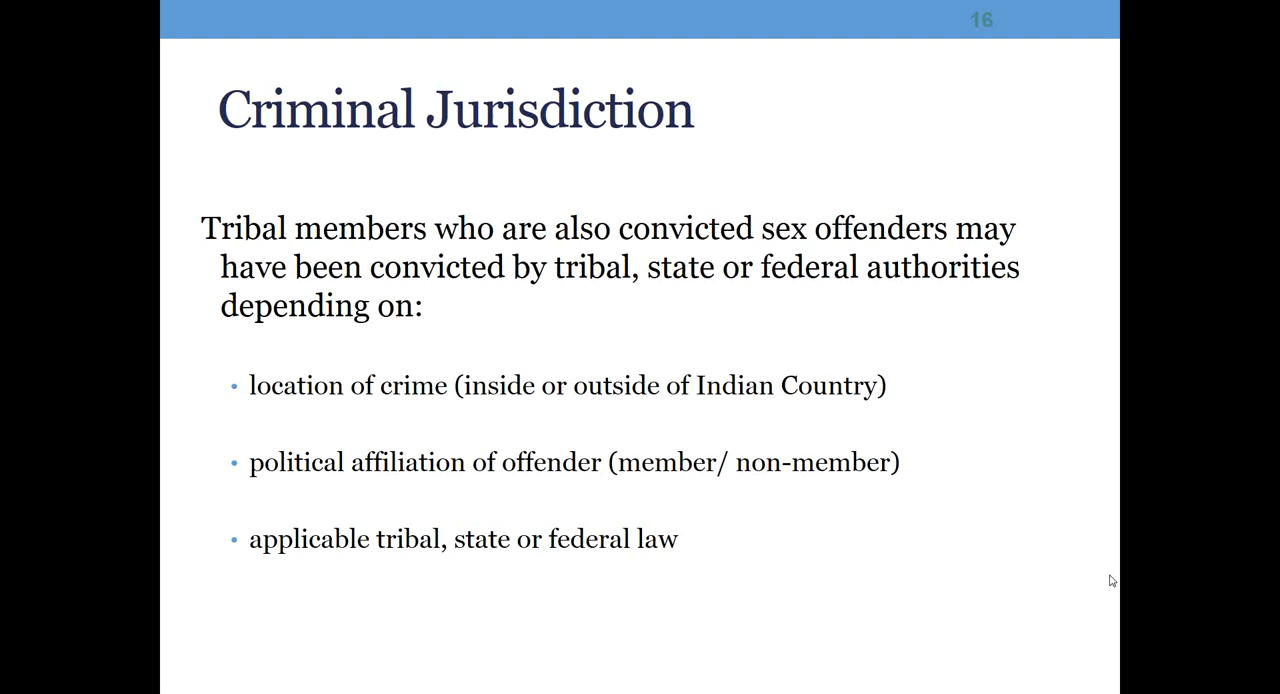 16
Criminal Jurisdiction
Tribal members who are also convicted sex offenders may
have been convicted by tribal, state or federal authorities
depending on:
• location of crime (inside or outside of Indian Country)
• political affiliation of offender (member/ non-member)
• applicable tribal, state or federal law